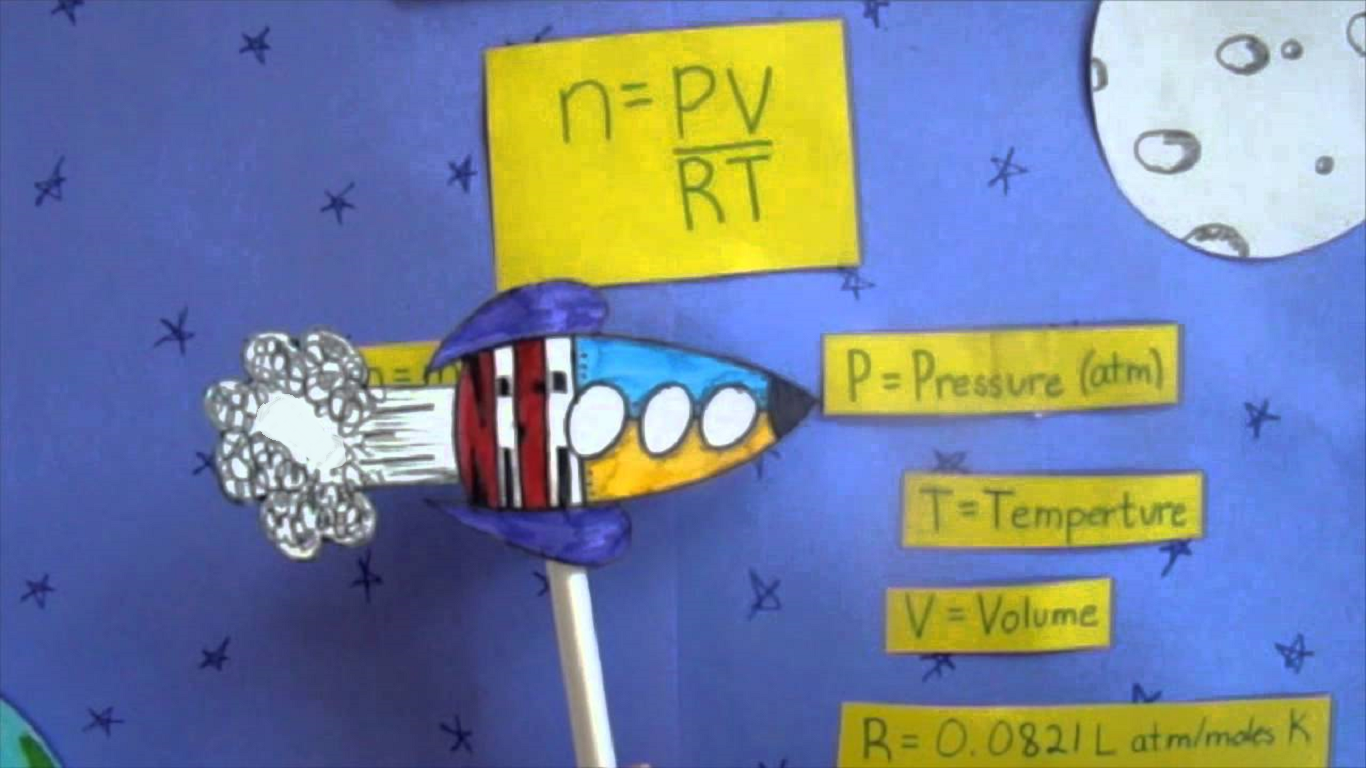 n = PV
RT
n =
P = Pressure (atm)
T = Temperture
V = Volume
R = 0.0821 L atm/moles K